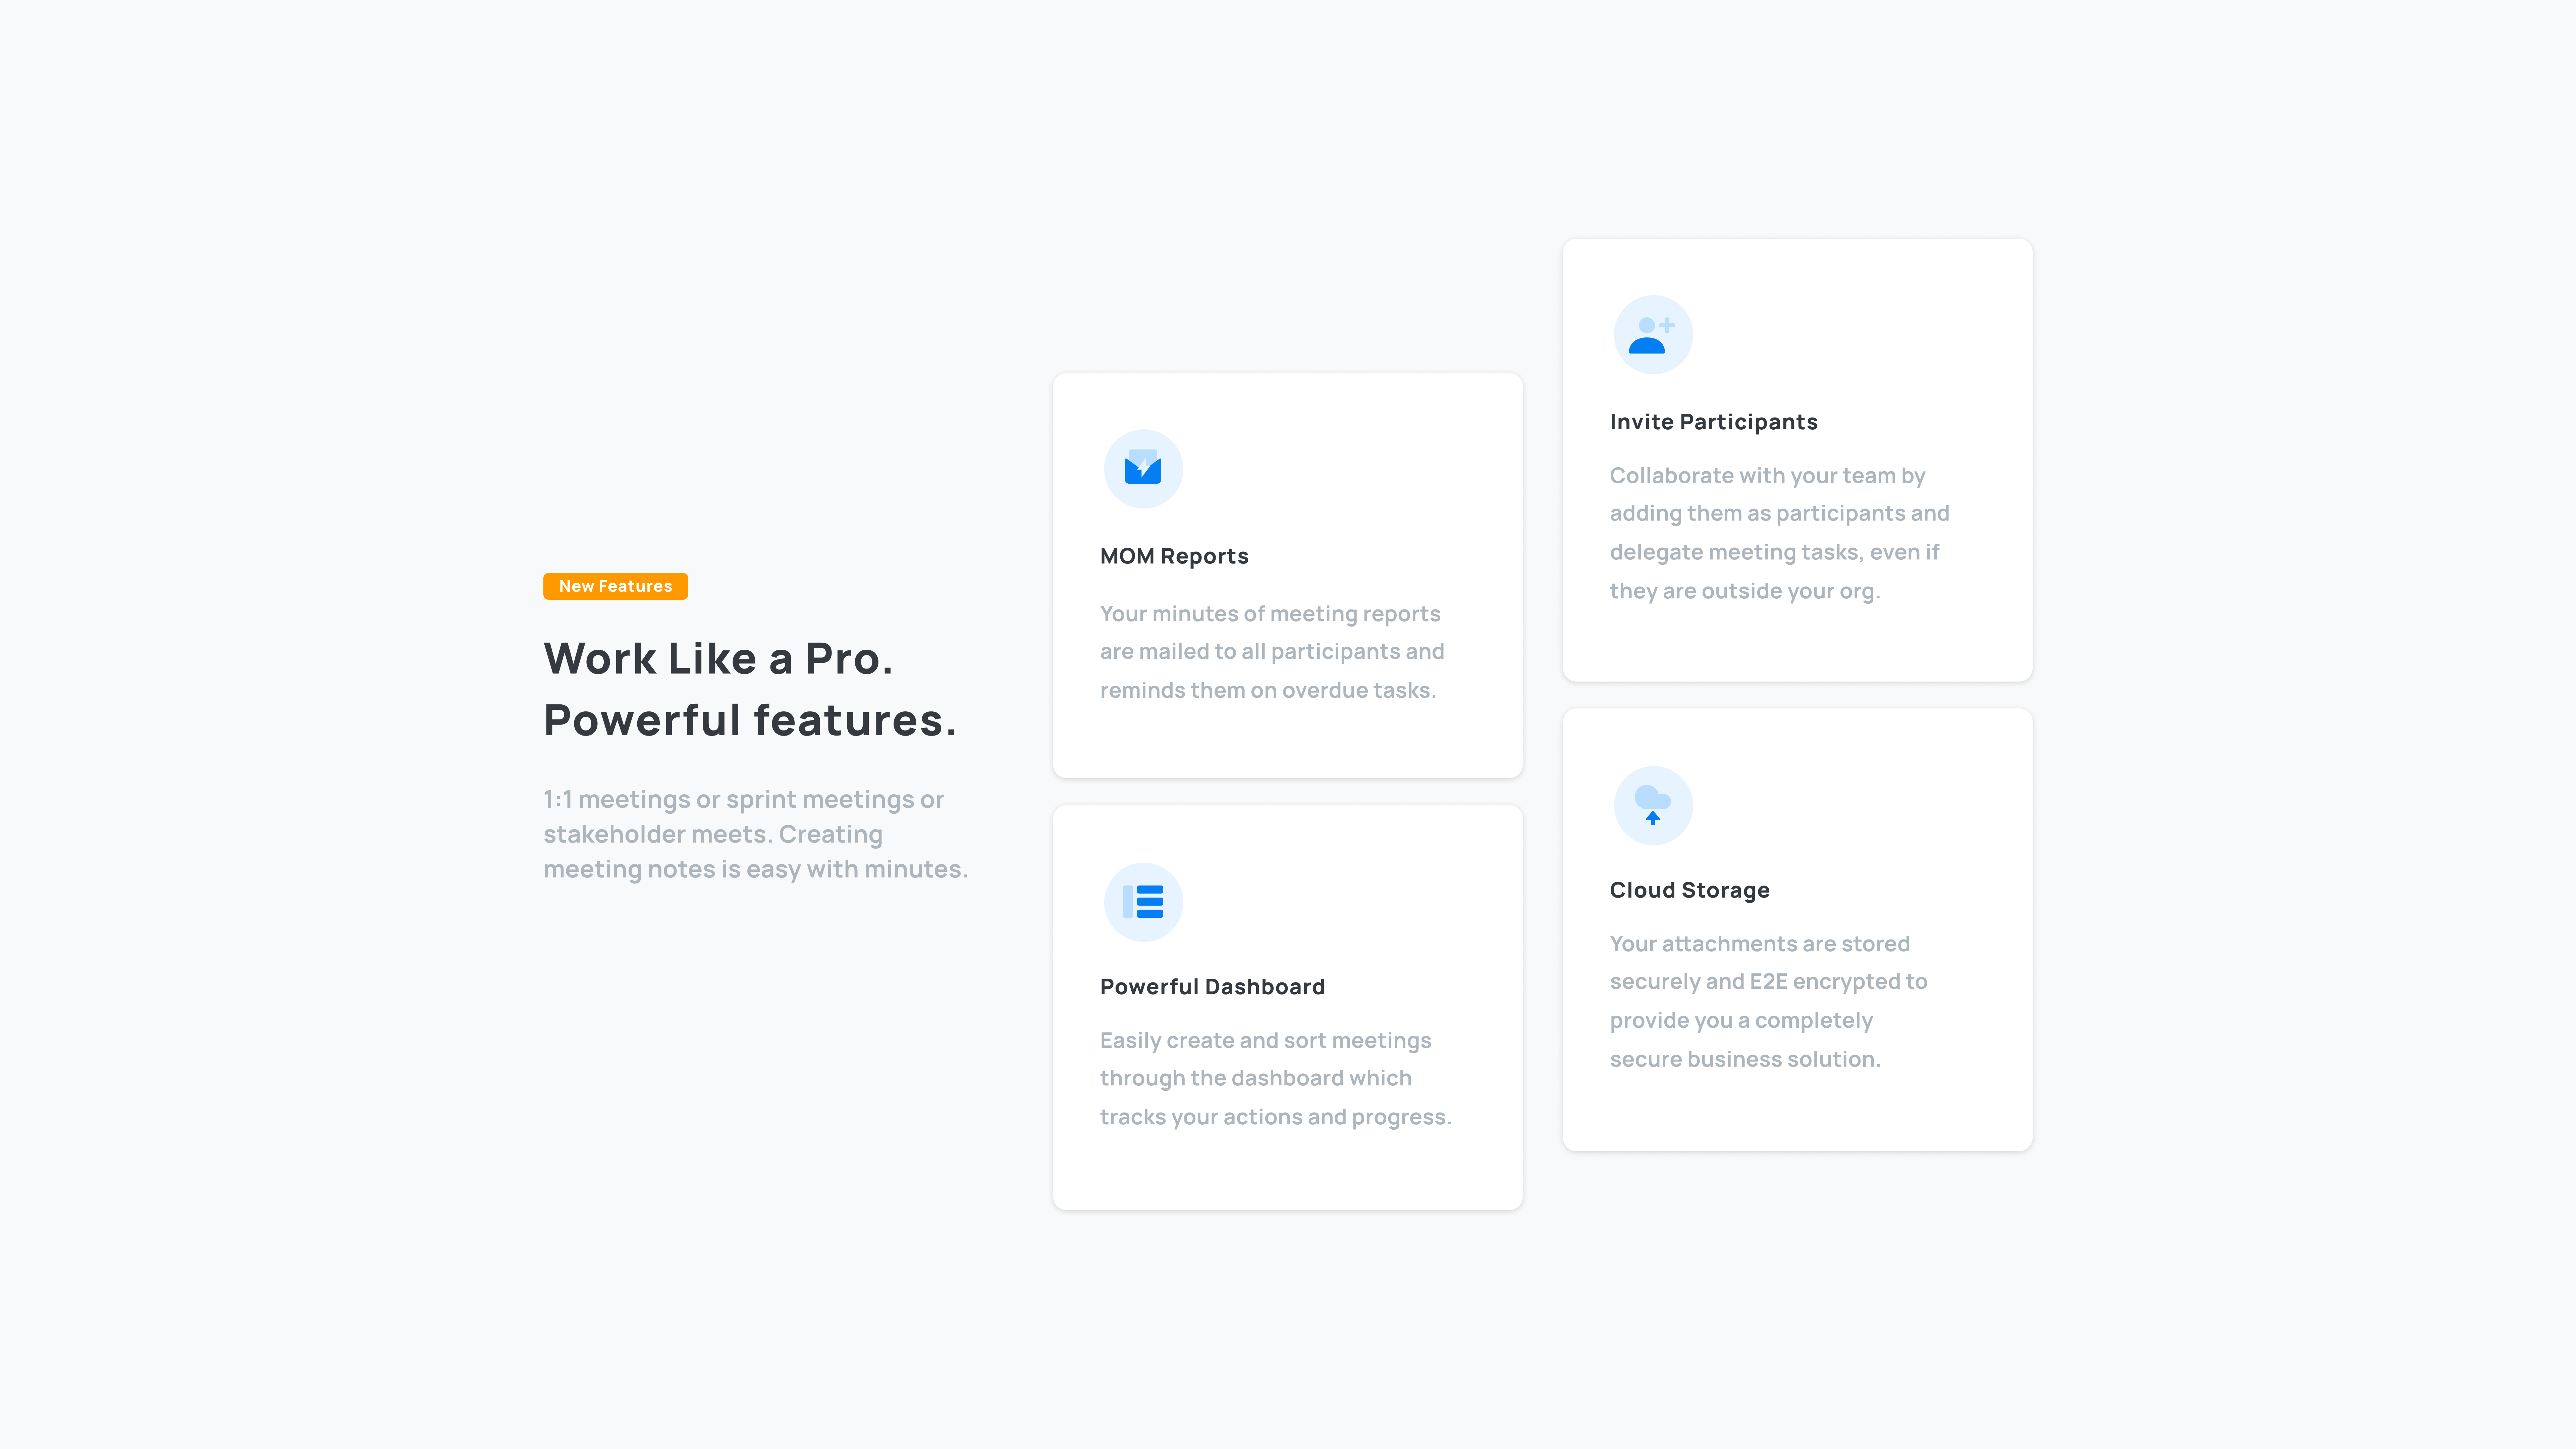 New Features
Work Like a Pro.
Powerful features.
1:1 meetings or sprint meetings or
stakeholder meets. Creating
meeting notes is easy with minutes.
MOM Reports
Your minutes of meeting reports
are mailed to all participants and
reminds them on overdue tasks.
Powerful Dashboard
Easily create and sort meetings
through the dashboard which
tracks your actions and progress.
Invite Participants
Collaborate with your team by
adding them as participants and
delegate meeting tasks, even if
they are outside your org.
Cloud Storage
Your attachments are stored
securely and E2E encrypted to
provide you a completely
secure business solution.